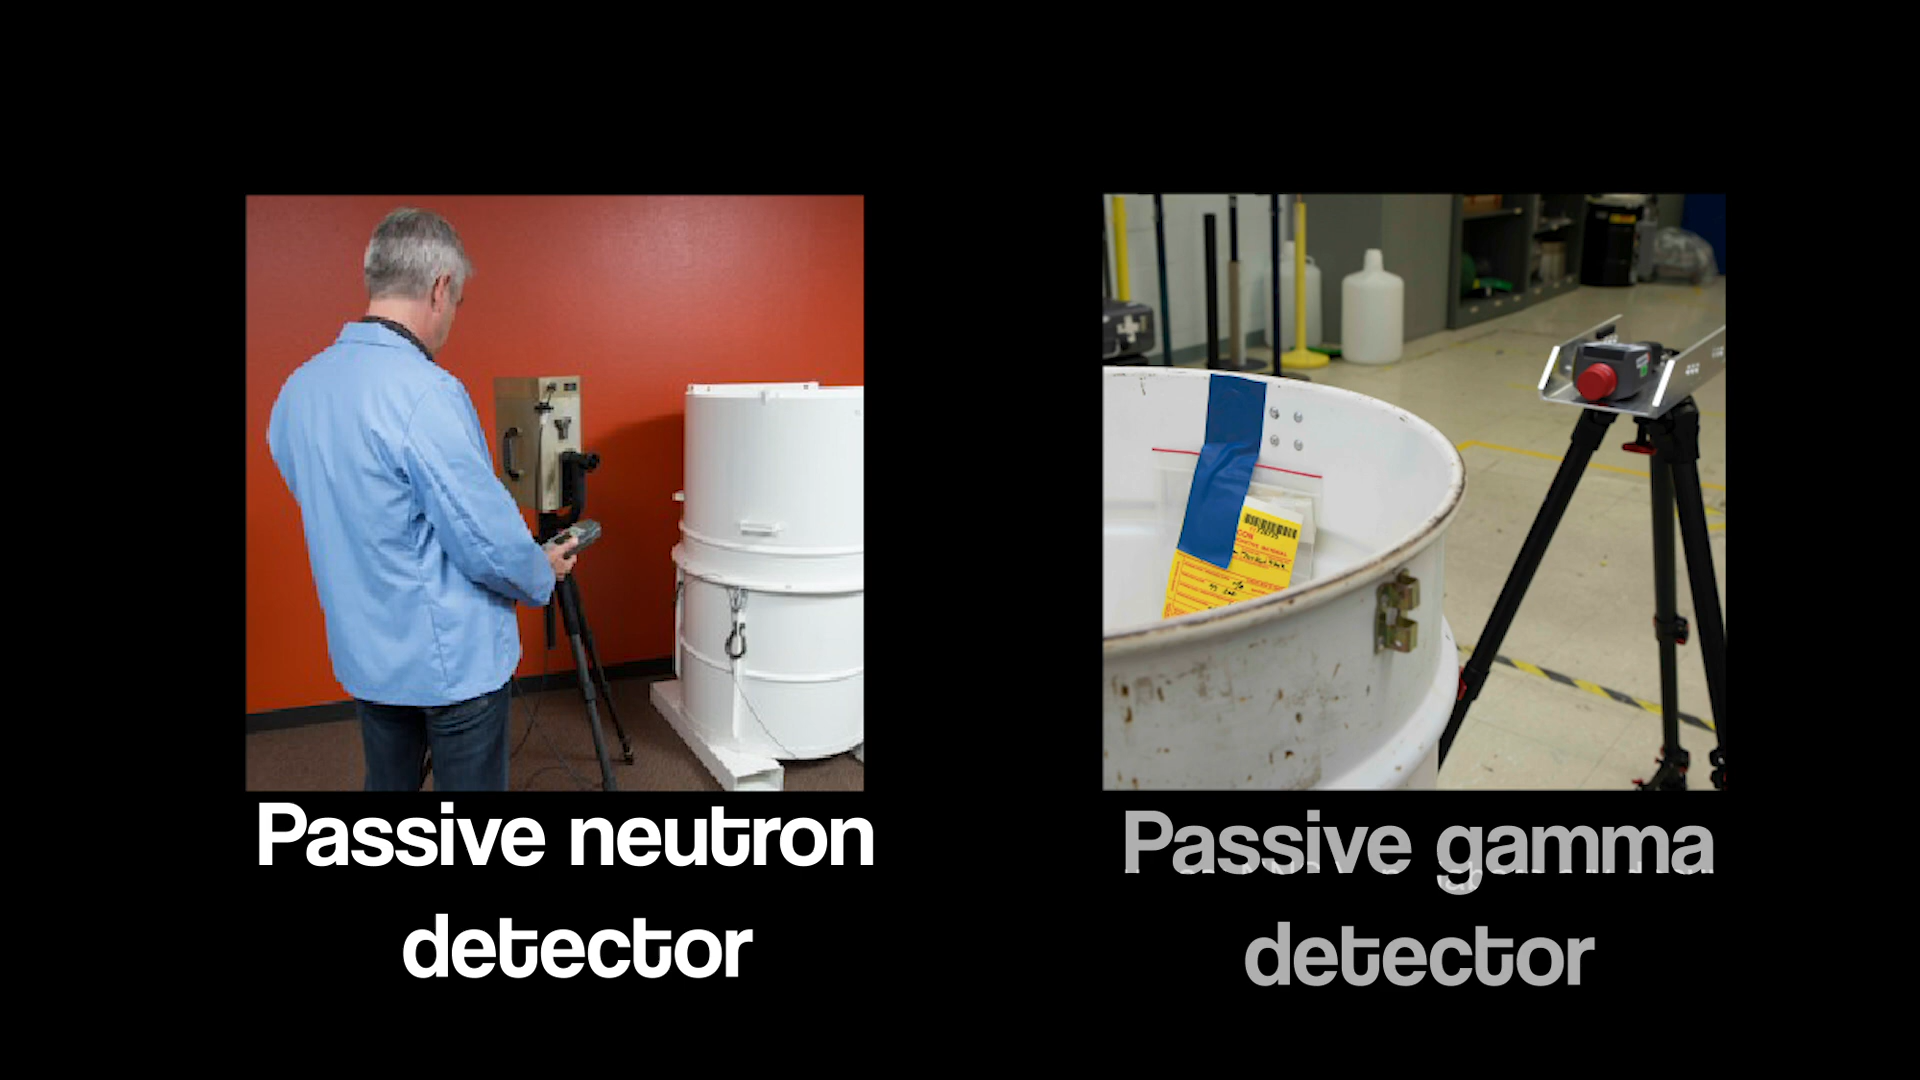 Passive neutron
detector
Passive gamma
detector